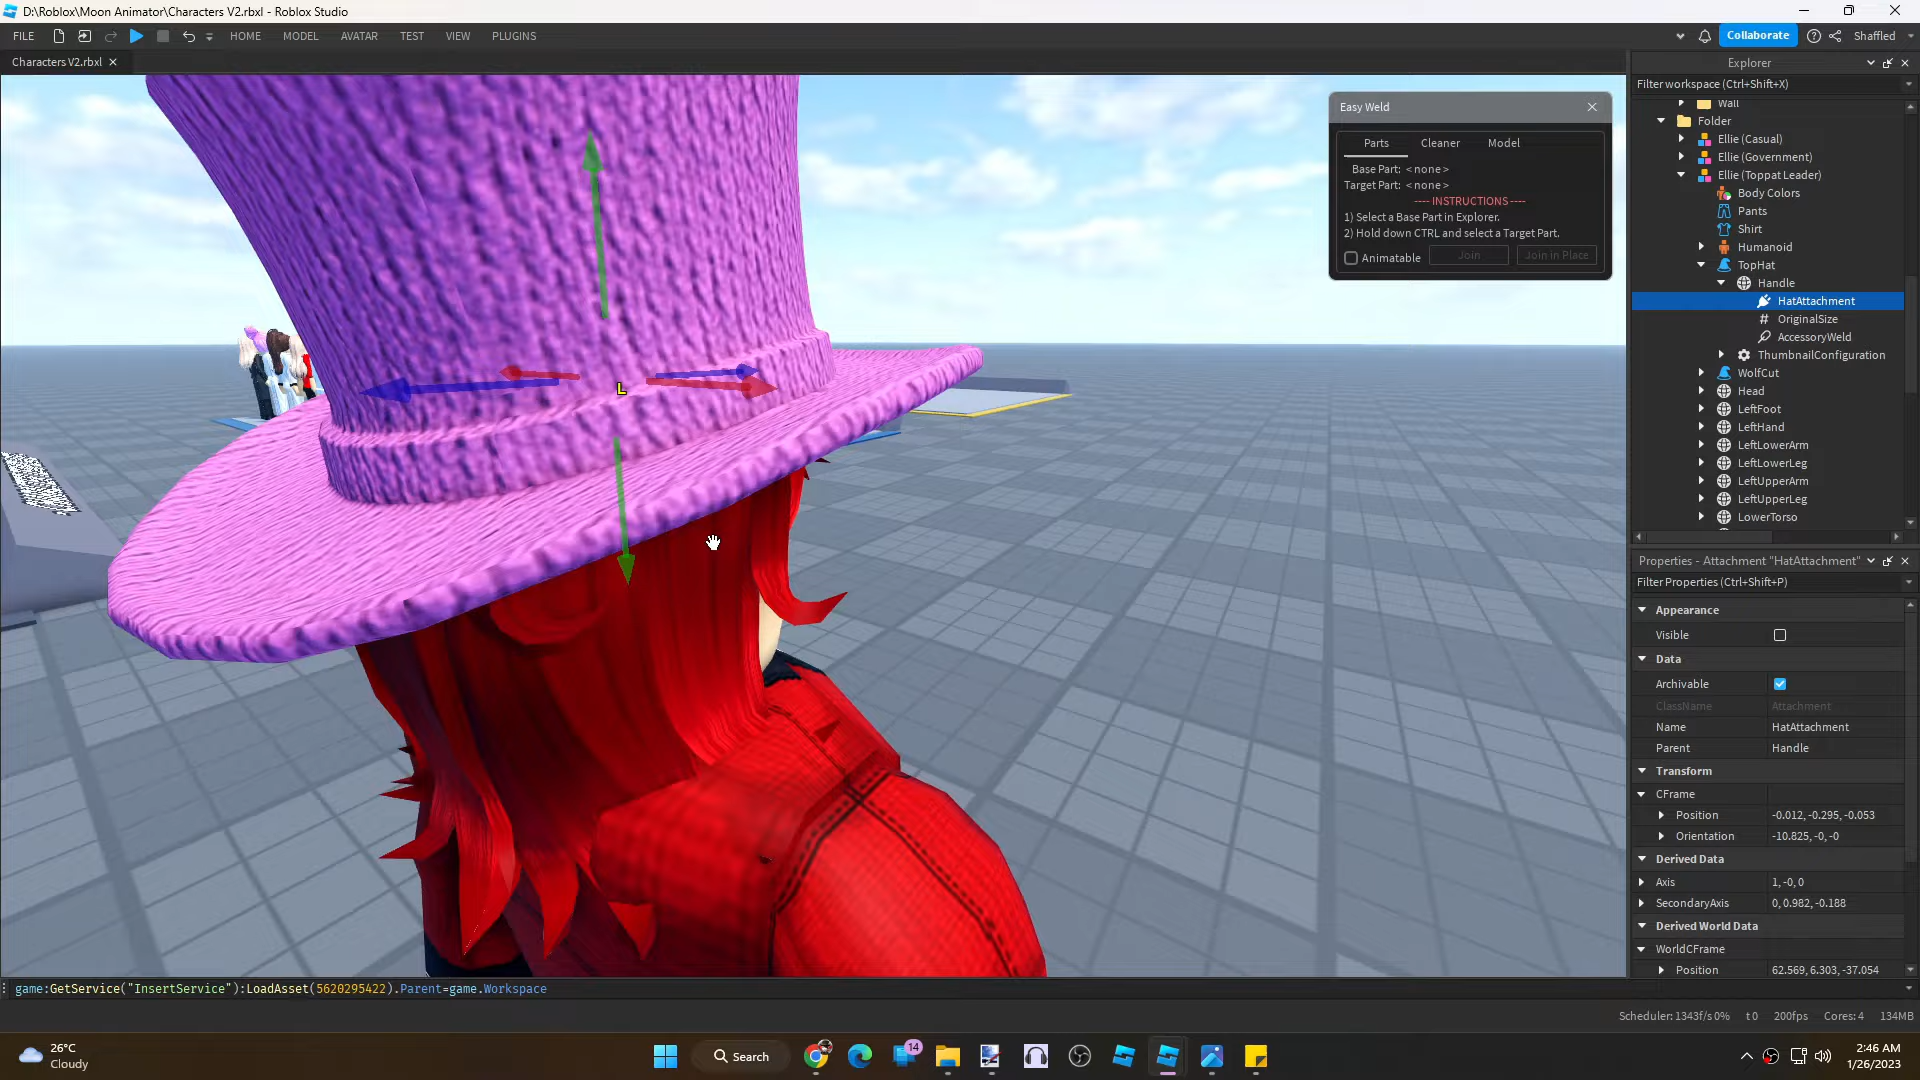 D:\Roblox\Moon Animator\Characters V2.rbxl - Roblox Studio
FILE
HOME
MODEL
AVATAR
TEST
VIEW
PLUGINS
Collaborate
Shaffled
Characters V2.rbxl
Easy Weld
Parts
Cleaner
Model
Base Part: < none >
Target Part: < none >
---- INSTRUCTIONS ----
1) Select a Base Part in Explorer.
2) Hold down CTRL and select a Target Part.
Animatable
Join
Join in Place
L
Explorer
Filter workspace (Ctrl+Shift+X)
Wall
Folder
Ellie (Casual)
Ellie (Government)
Ellie (Toppat Leader)
Body Colors
Pants
Shirt
Humanoid
TopHat
Handle
HatAttachment
OriginalSize
AccessoryWeld
ThumbnailConfiguration
WolfCut
Head
LeftFoot
LeftHand
LeftLowerArm
LeftLowerLeg
LeftUpperArm
LeftUpperLeg
LowerTorso
Properties - Attachment "HatAttachment"
Filter Properties (Ctrl+Shift+P)
Appearance
Visible
Data
Archivable
ClassName Attachment
Name HatAttachment
Parent Handle
Transform
CFrame
Position -0.012, -0.295, -0.053
Orientation -10.825, -0, -0
Derived Data
Axis 1, -0, 0
SecondaryAxis 0, 0.982, -0.188
Derived World Data
WorldCFrame
Position 62.569, 6.303, -37.054
game:GetService("InsertService"):LoadAsset(5620295422).Parent=game.Workspace
Scheduler: 1343f/s 0% t 0 200fps Cores: 4 134MB
26°C
Cloudy
Search
14
2:46 AM
1/26/2023